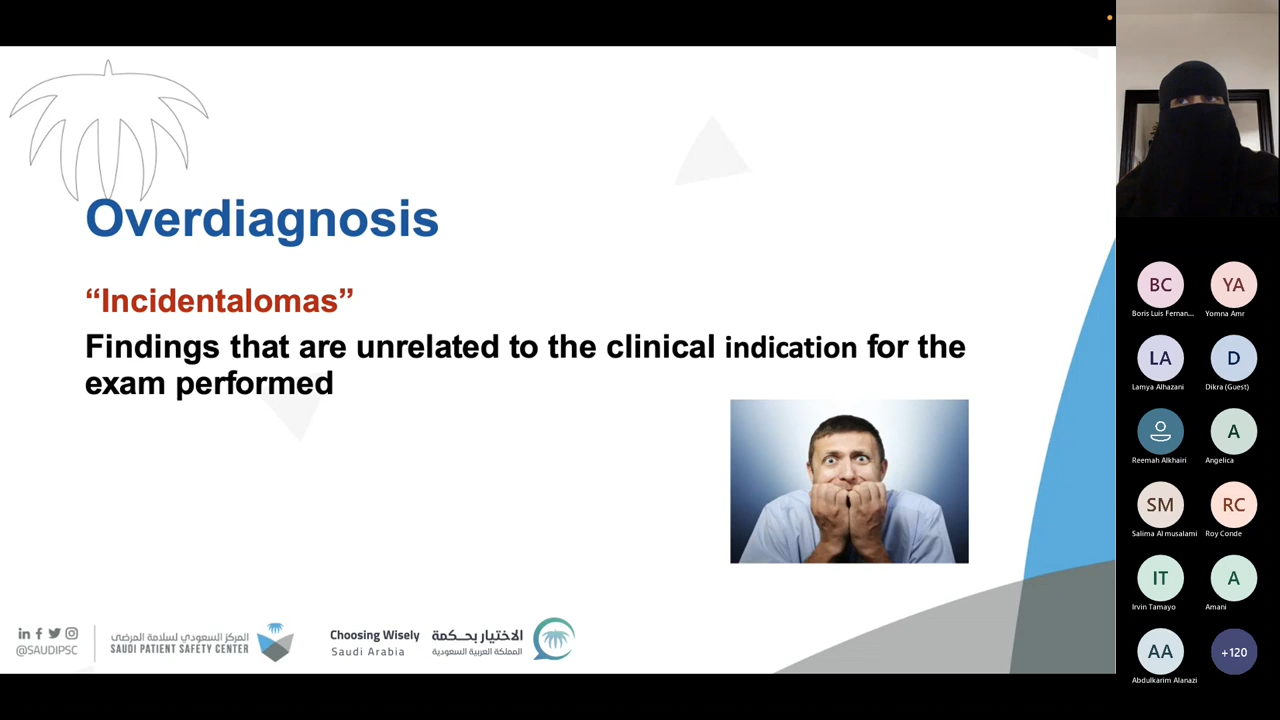 Overdiagnosis
“Incidentalomas”
Findings that are unrelated to the clinical indication for the
exam performed
@SAUDIPSC
المركز السعودي لسلامة المرضى
SAUDI PATIENT SAFETY CENTER
Choosing Wisely
Saudi Arabia
الاختيار بحكمة
المملكة العربية السعودية
BC
Boris Luis Fernan...
YA
Yomna Amr
LA
Lamya Alhazani
D
Dikra (Guest)
Reemah Alkhairi
A
Angelica
SM
Salima Al musalami
RC
Roy Conde
IT
Irvin Tamayo
A
Amani
AA
Abdulkarim Alanazi
+120